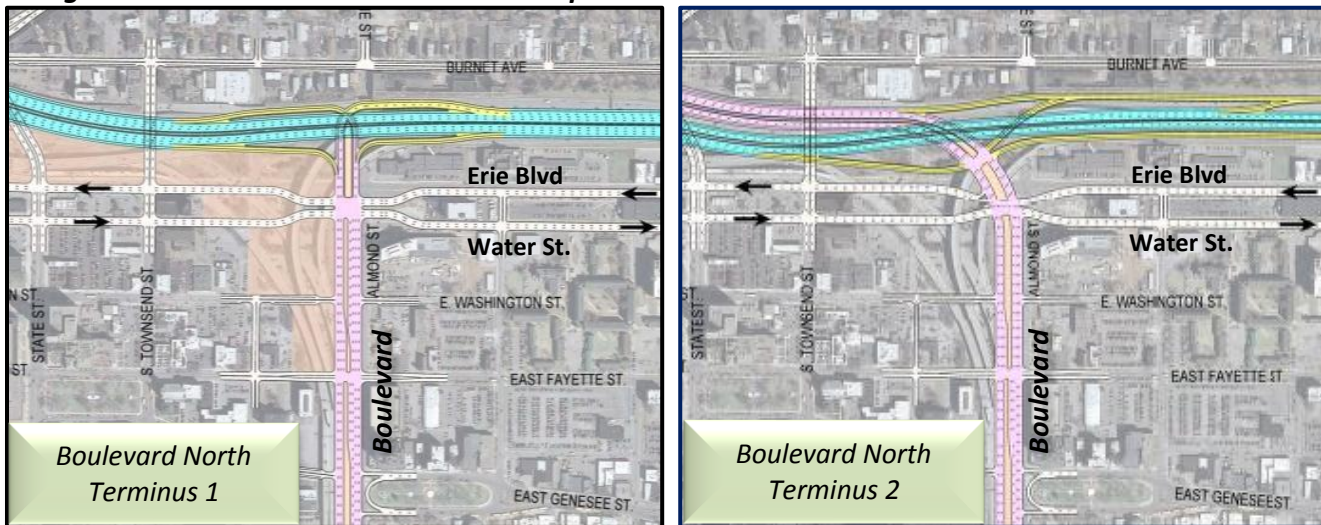 BURNET AVE
Erie Blvd
Water St.
STATE ST.
S. TOWNSEND ST
ALMOND ST.
E. WASHINGTON ST.
Boulevard
EAST FAYETTE ST.
Boulevard North
Terminus 1
EAST GENESEE ST.
BURNET AVE
Erie Blvd
Water St.
STATE ST.
S. TOWNSEND ST
ALMOND ST.
E. WASHINGTON ST.
Boulevard
EAST FAYETTE ST.
Boulevard North
Terminus 2
EAST GENESEE ST.